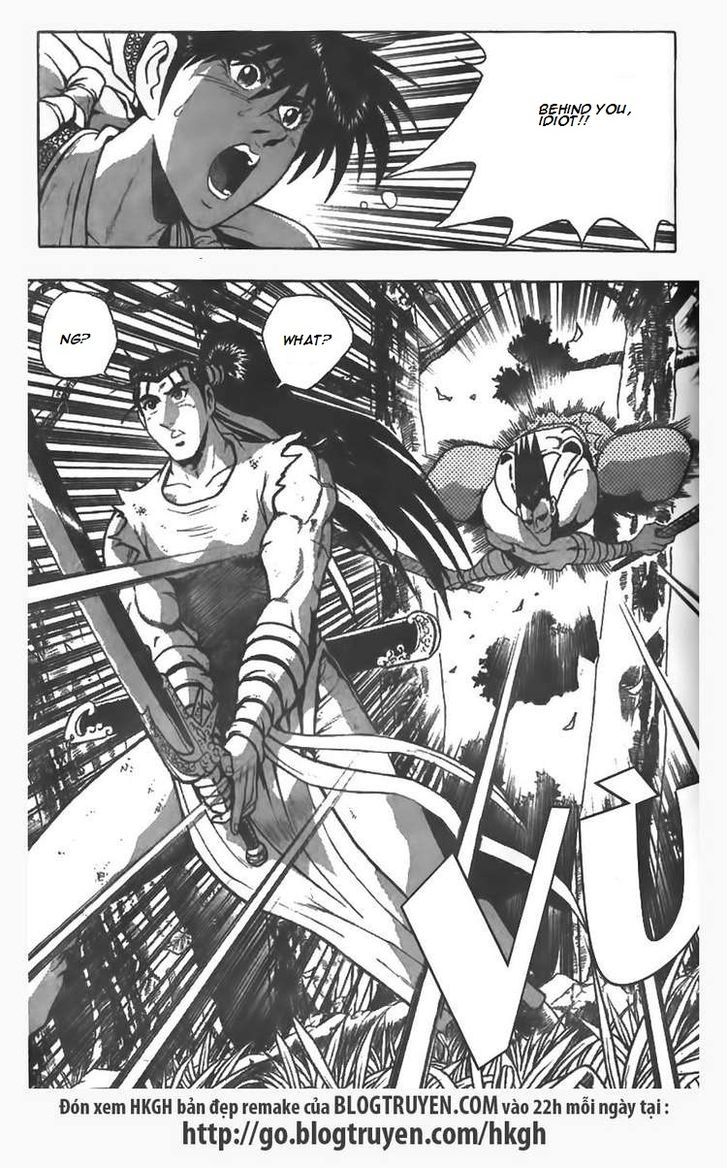 BEHIND YOU,
IDIOT!!
NG?
WHAT?
VÙ
Đón xem HKGH bản đẹp remake của BLOGTRUYEN.COM vào 22h mỗi ngày tại :
http://go.blogtruyen.com/hkgh